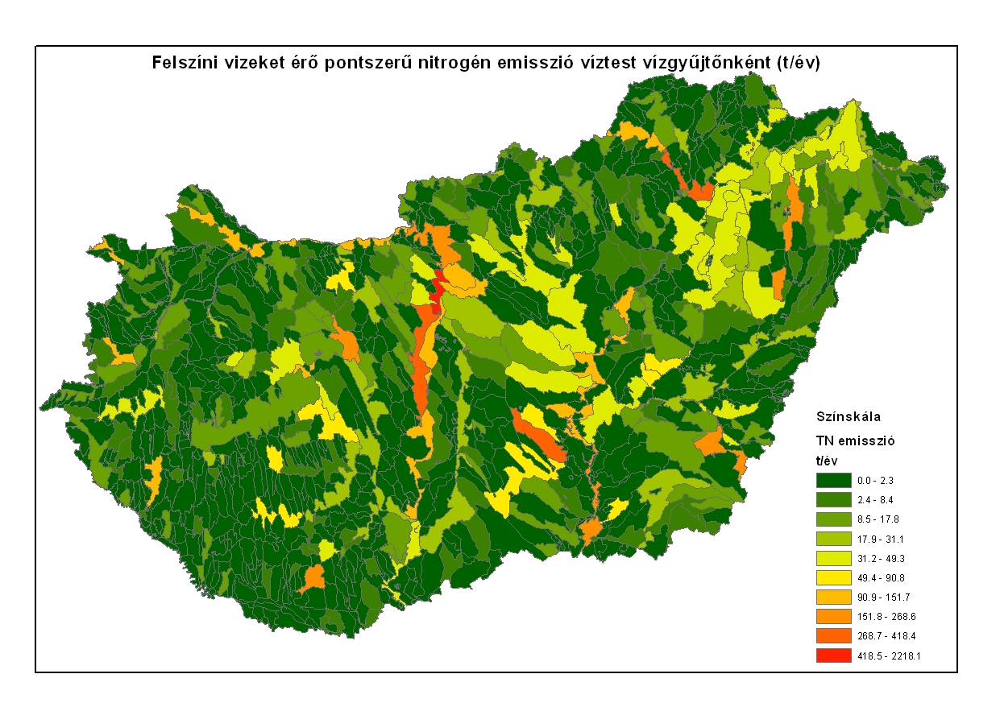 Felszíni vizeket érő pontszerű nitrogén emisszió víztest vízgyűjtőnként (t/év)
Színskála
TN emisszió
t/év
0.0 - 2.3
2.4 - 8.4
8.5 - 17.8
17.9 - 31.1
31.2 - 49.3
49.4 - 90.8
90.9 - 151.7
151.8 - 268.6
268.7 - 418.4
418.5 - 2218.1